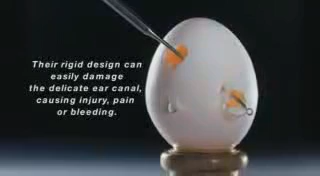 Their rigid design can
easily damage
the delicate ear canal,
causing injury, pain
or bleeding.